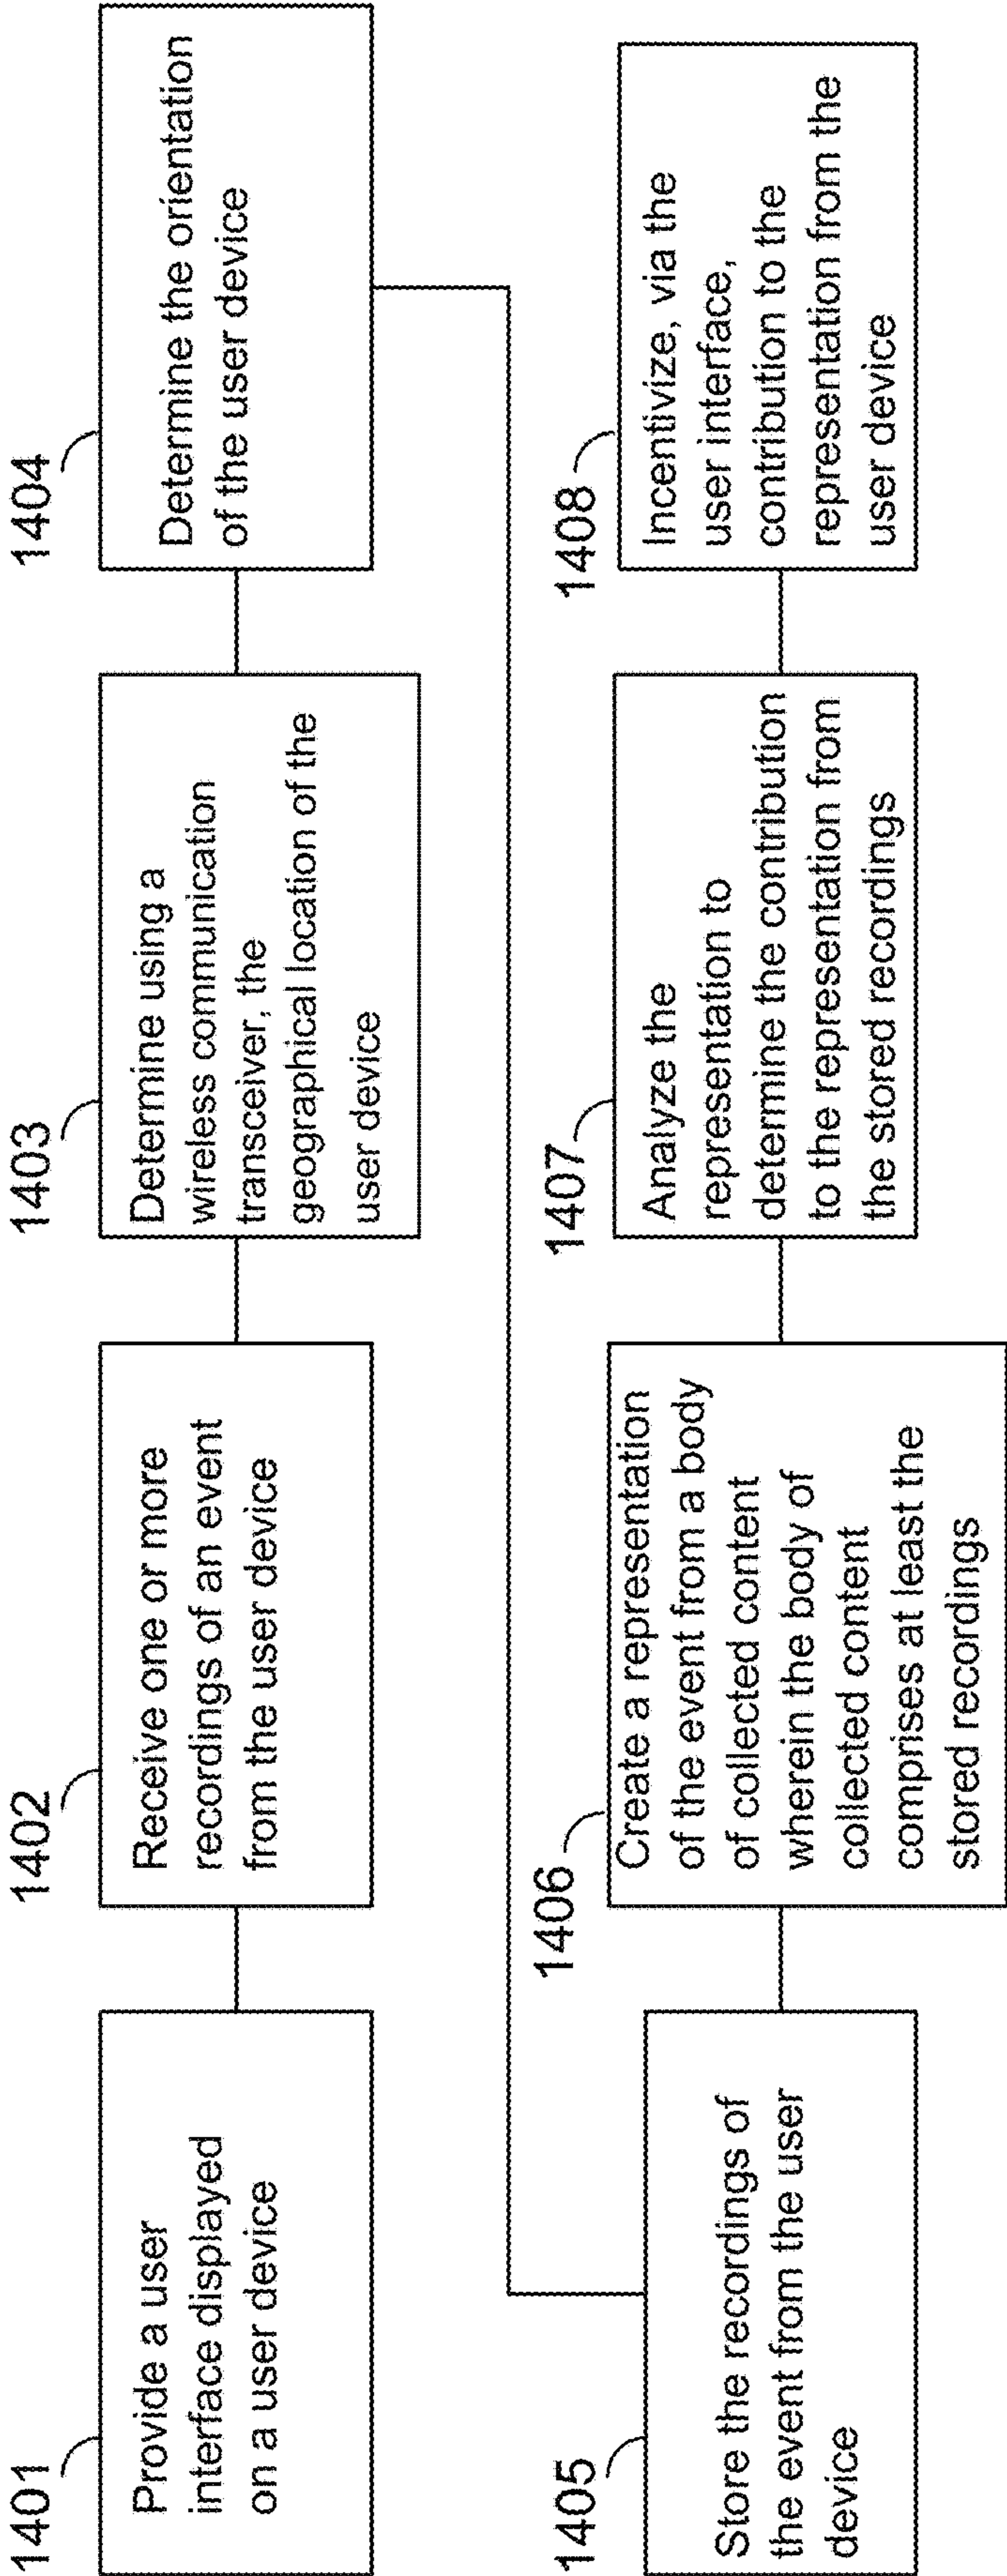 1401
Provide a user
interface displayed
on a user device
1402
Receive one or more
recordings of an event
from the user device
1403
Determine using a
wireless communication
transceiver, the
geographical location of the
user device
1404
Determine the orientation
of the user device
1405
Store the recordings of
the event from the user
device
1406
Create a representation
of the event from a body
of collected content
wherein the body of
collected content
comprises at least the
stored recordings
1407
Analyze the
representation to
determine the contribution
to the representation from
the stored recordings
1408
Incentivize, via the
user interface,
contribution to the
representation from the
user device